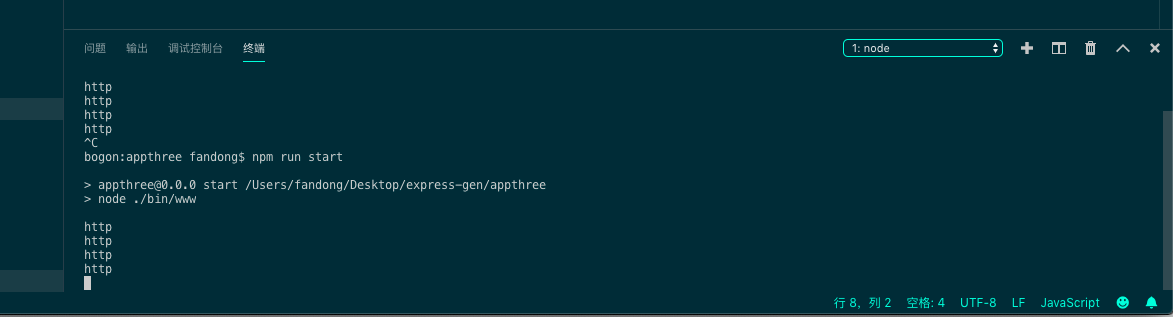 问题 输出 调试控制台 终端 1: node
http
http
http
http
^C
bogon:appthree fandong$ npm run start
> appthree@0.0.0 start /Users/fandong/Desktop/express-gen/appthree
> node ./bin/www
http
http
http
http
行 8，列 2 空格: 4 UTF-8 LF JavaScript